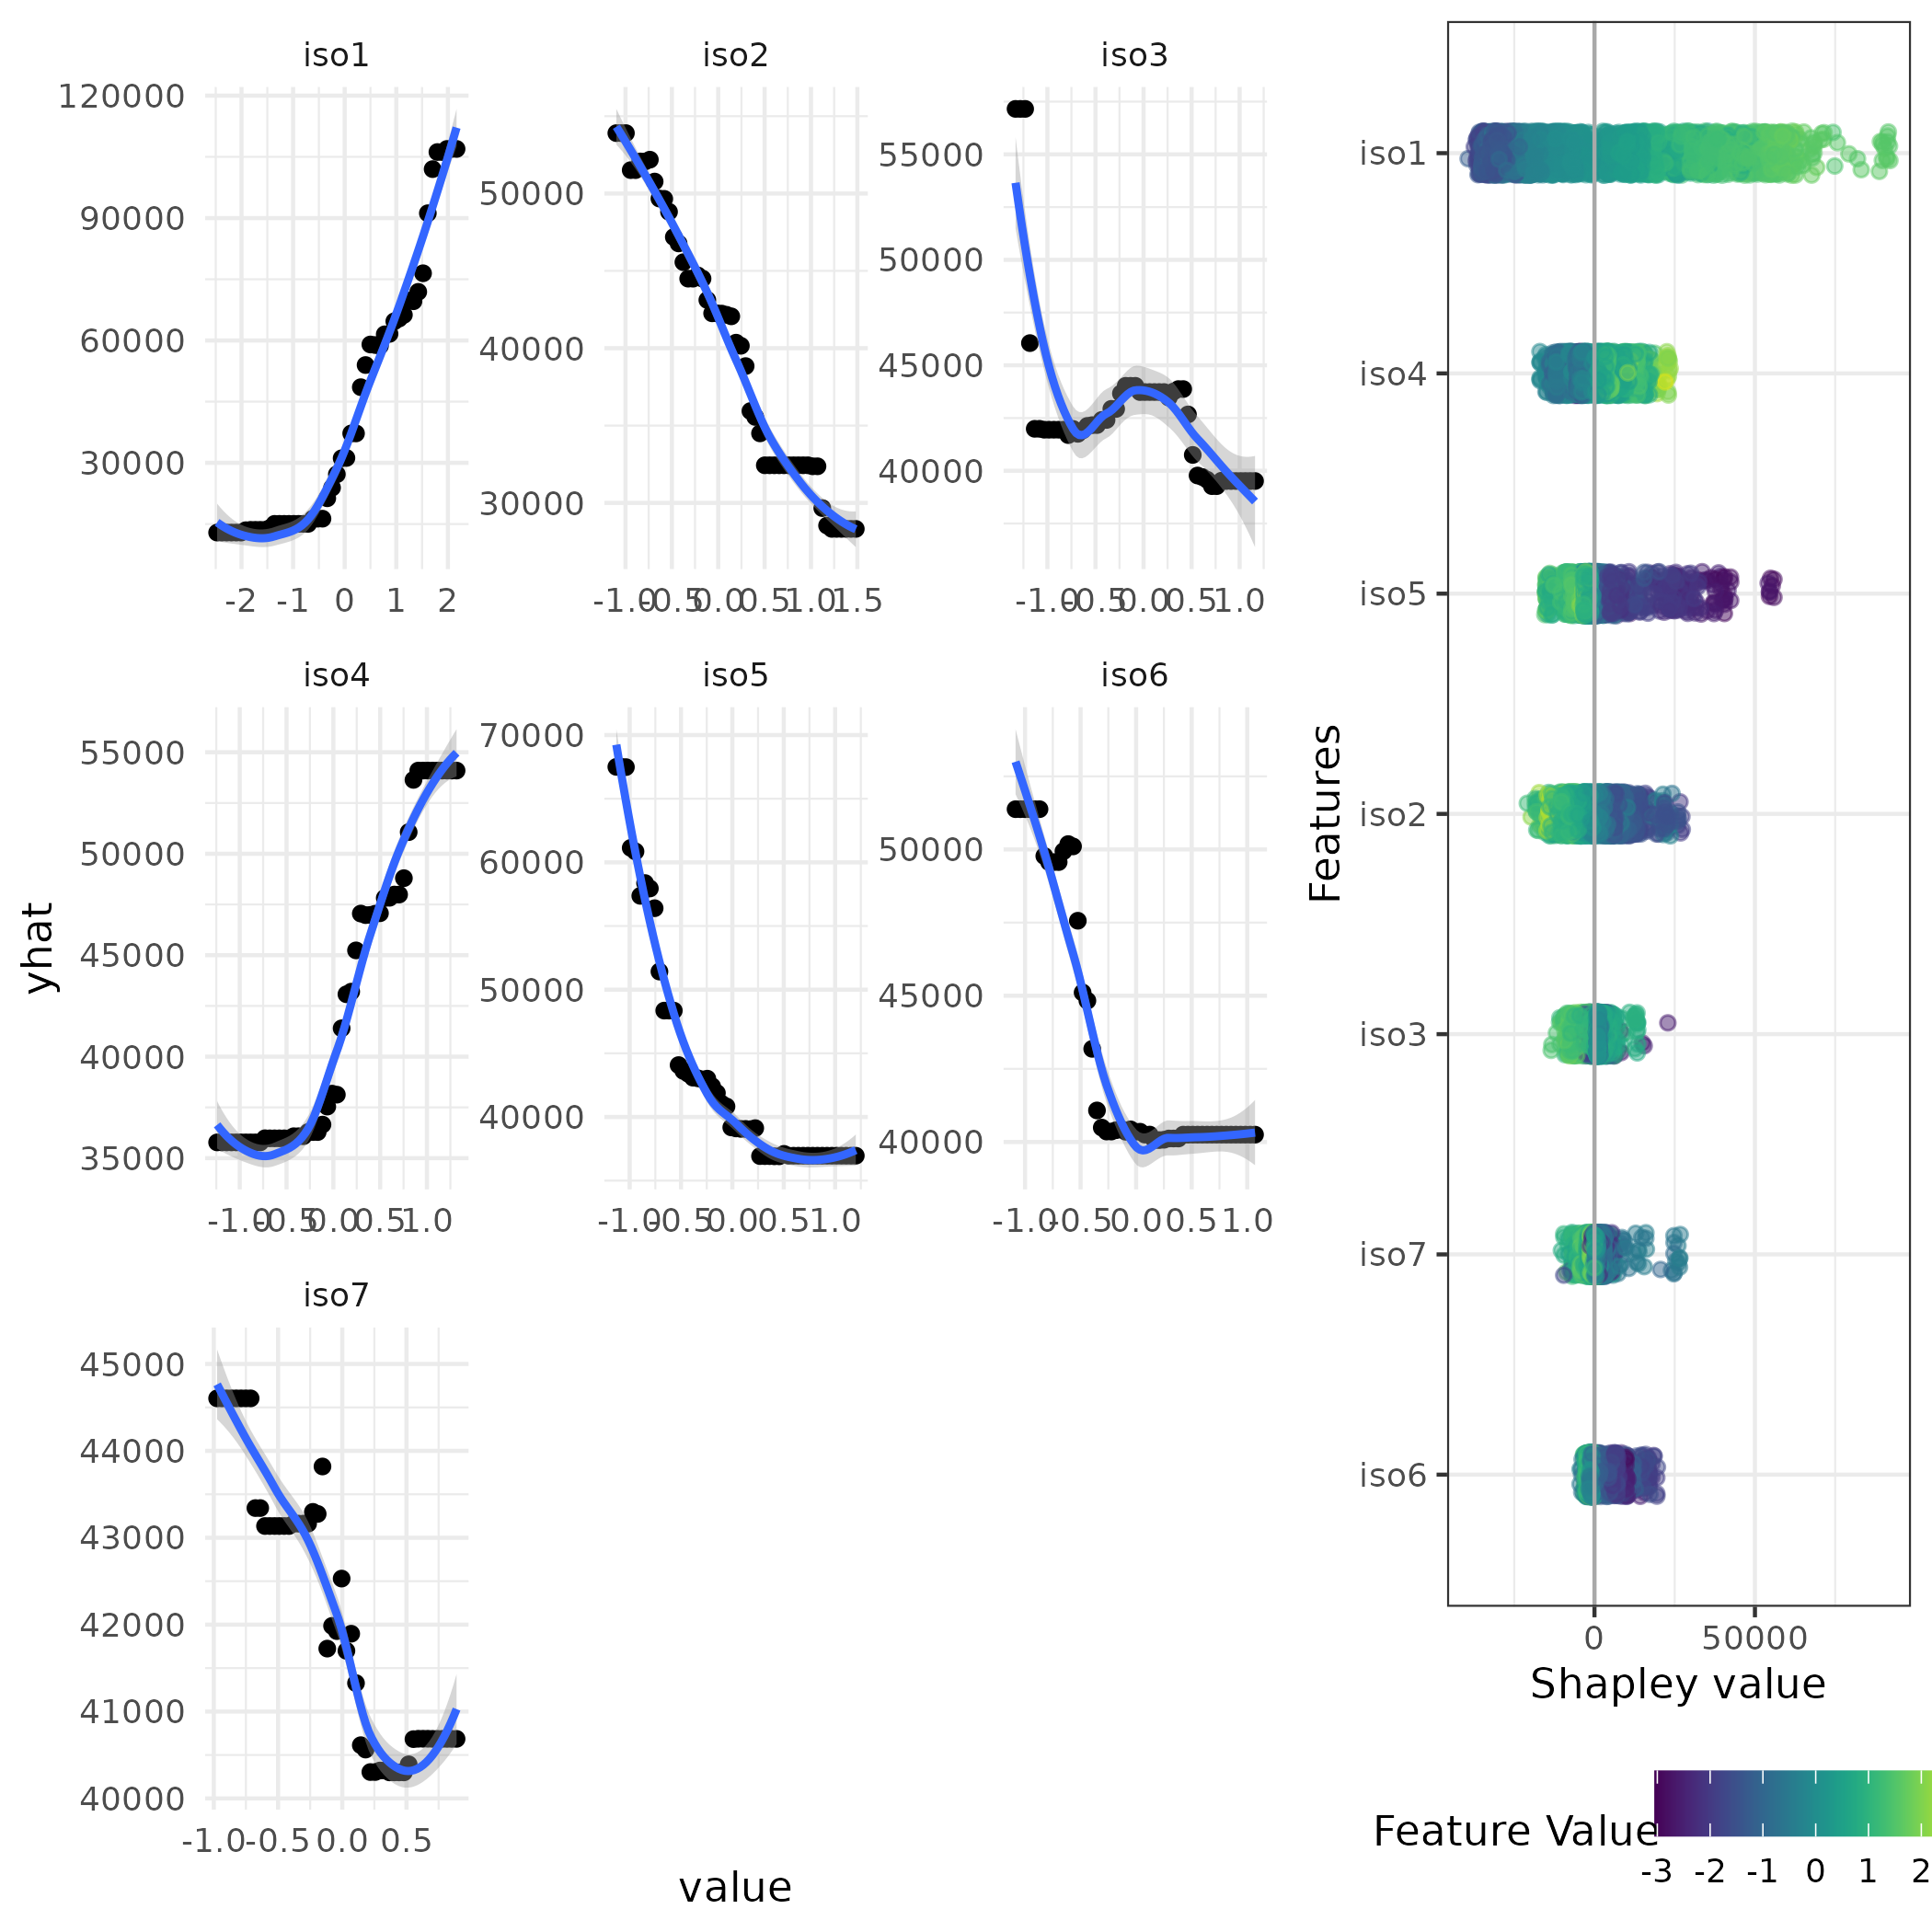 iso1
iso2
iso3
120000
90000
60000
30000
50000
40000
30000
55000
50000
45000
40000
-2 -1 0 1 2
-1.0 -0.5 0.0 0.5 1.0 1.5
-1.0 -0.5 0.0 0.5 1.0
iso4
iso5
iso6
55000
50000
45000
40000
35000
70000
60000
50000
40000
50000
45000
40000
-1.0 -0.5 0.0 0.5 1.0
-1.0 -0.5 0.0 0.5 1.0
-1.0 -0.5 0.0 0.5 1.0
iso7
45000
44000
43000
42000
41000
40000
-1.0 -0.5 0.0 0.5
yhat
value
Features
iso1
iso4
iso5
iso2
iso3
iso7
iso6
0 50000
Shapley value
Feature Value
-3 -2 -1 0 1 2